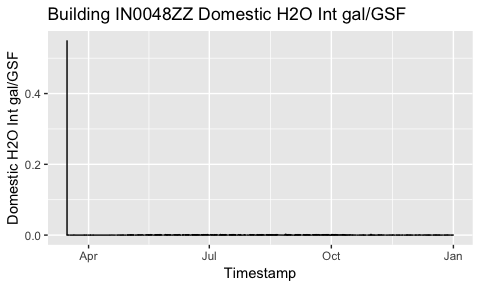 Building IN0048ZZ Domestic H2O Int gal/GSF
Domestic H2O Int gal/GSF
0.4
0.2
0.0
Apr
Jul
Oct
Jan
Timestamp